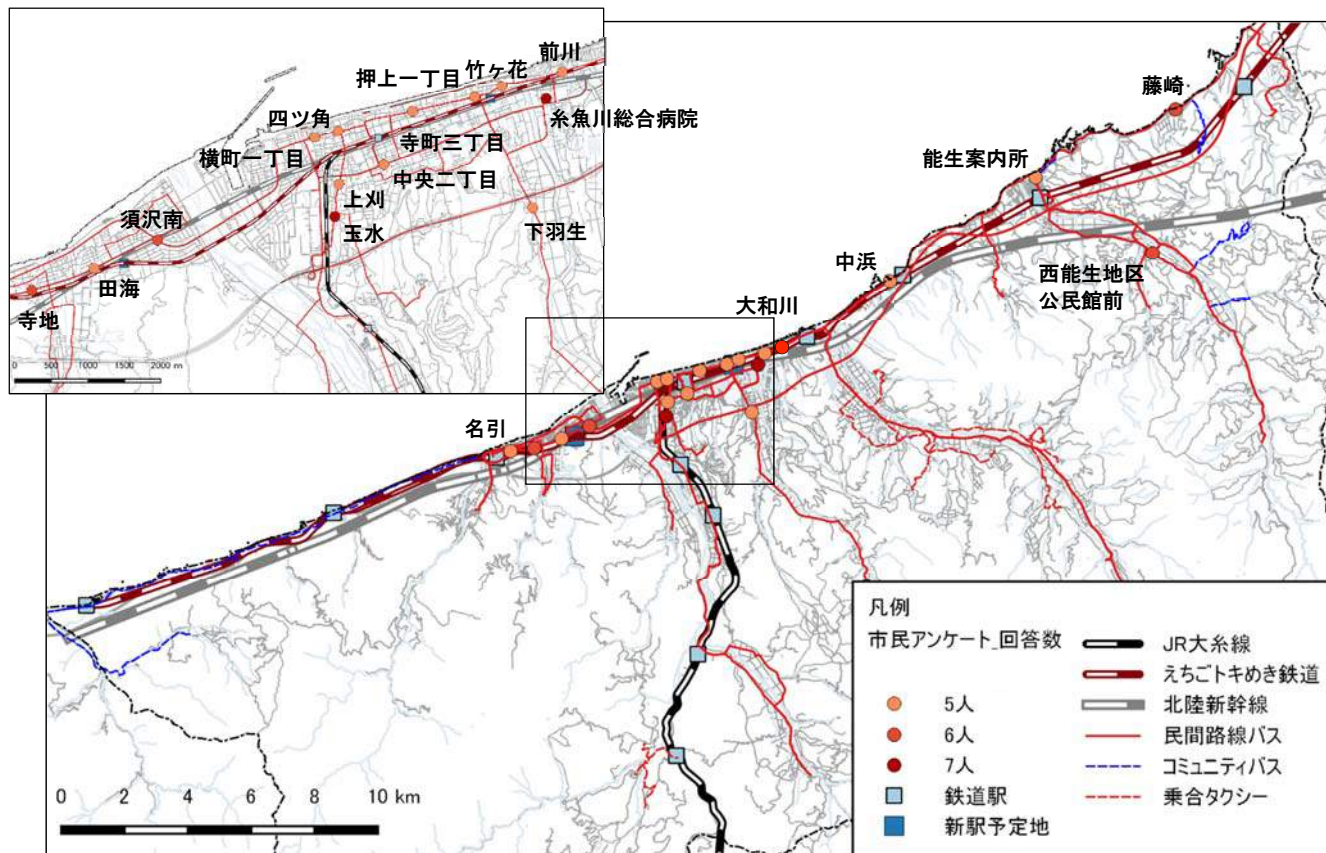 前川
竹ヶ花
押上一丁目
糸魚川総合病院
四ツ角
寺町三丁目
横町一丁目
中央二丁目
上刈
須沢南
玉水
下羽生
田海
寺地
0 500 1000 1500 2000 m
藤崎
能生案内所
中浜
西能生地区
公民館前
大和川
名引
凡例
市民アンケート_回答数
5人
6人
7人
鉄道駅
新駅予定地
JR大糸線
えちごトキめき鉄道
北陸新幹線
民間路線バス
コミュニティバス
乗合タクシー
0 2 4 6 8 10 km